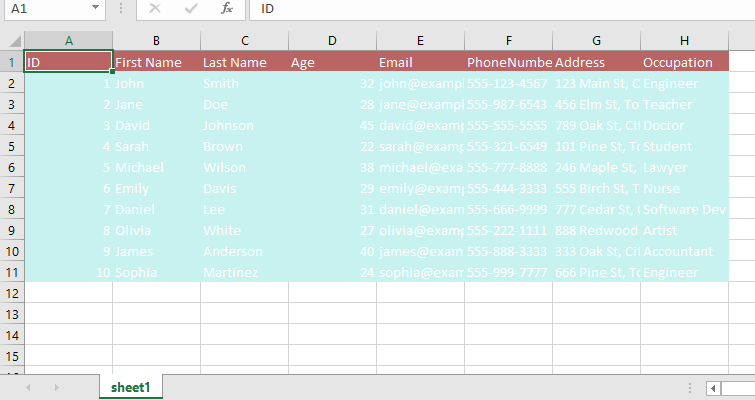 A1 fx ID
A B C D E F G H
1 ID First Name Last Name Age Email PhoneNumbe Address Occupation
2 1 John Smith 32 john@exampl 555-123-4567 123 Main St, C Engineer
3 2 Jane Doe 28 jane@exampl 555-987-6543 456 Elm St, To Teacher
4 3 David Johnson 45 david@examp 555-555-5555 789 Oak St, Cit Doctor
5 4 Sarah Brown 22 sarah@examp 555-321-6549 101 Pine St, To Student
6 5 Michael Wilson 38 michael@exa 555-777-8888 246 Maple St, Lawyer
7 6 Emily Davis 29 emily@examp 555-444-3333 555 Birch St, T Nurse
8 7 Daniel Lee 31 daniel@exam 555-666-9999 777 Cedar St, Software Dev
9 8 Olivia White 27 olivia@examp 555-222-1111 888 Redwood Artist
10 9 James Anderson 40 james@exam 555-888-3333 333 Oak St, Cit Accountant
11 10 Sophia Martinez 24 sophia@exam 555-999-7777 666 Pine St, To Engineer
12
13
14
15
sheet1